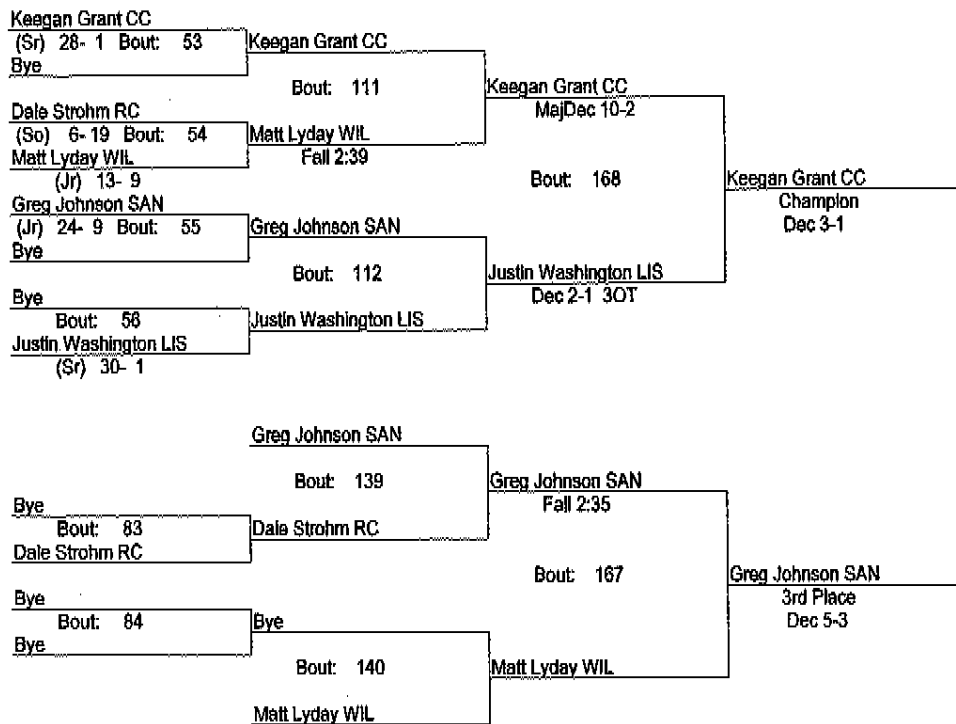 Keegan Grant CC
(Sr) 28- 1 Bout: 53
Bye
Keegan Grant CC
Bout: 111
Keegan Grant CC
MajDec 10-2
Dale Strohm RC
(So) 6- 19 Bout: 54
Matt Lyday WIL
(Jr) 13- 9
Matt Lyday WIL
Fall 2:39
Bout: 168
Keegan Grant CC
Champion
Dec 3-1
Greg Johnson SAN
(Jr) 24- 9 Bout: 55
Bye
Greg Johnson SAN
Bout: 112
Justin Washington LIS
Dec 2-1 3OT
Bye
Bout: 56
Justin Washington LIS
(Sr) 30- 1
Justin Washington LIS
Greg Johnson SAN
Bout: 139
Greg Johnson SAN
Fall 2:35
Bye
Bout: 83
Dale Strohm RC
Dale Strohm RC
Bout: 167
Greg Johnson SAN
3rd Place
Dec 5-3
Bye
Bout: 84
Bye
Bye
Bout: 140
Matt Lyday WIL
Matt Lyday WIL